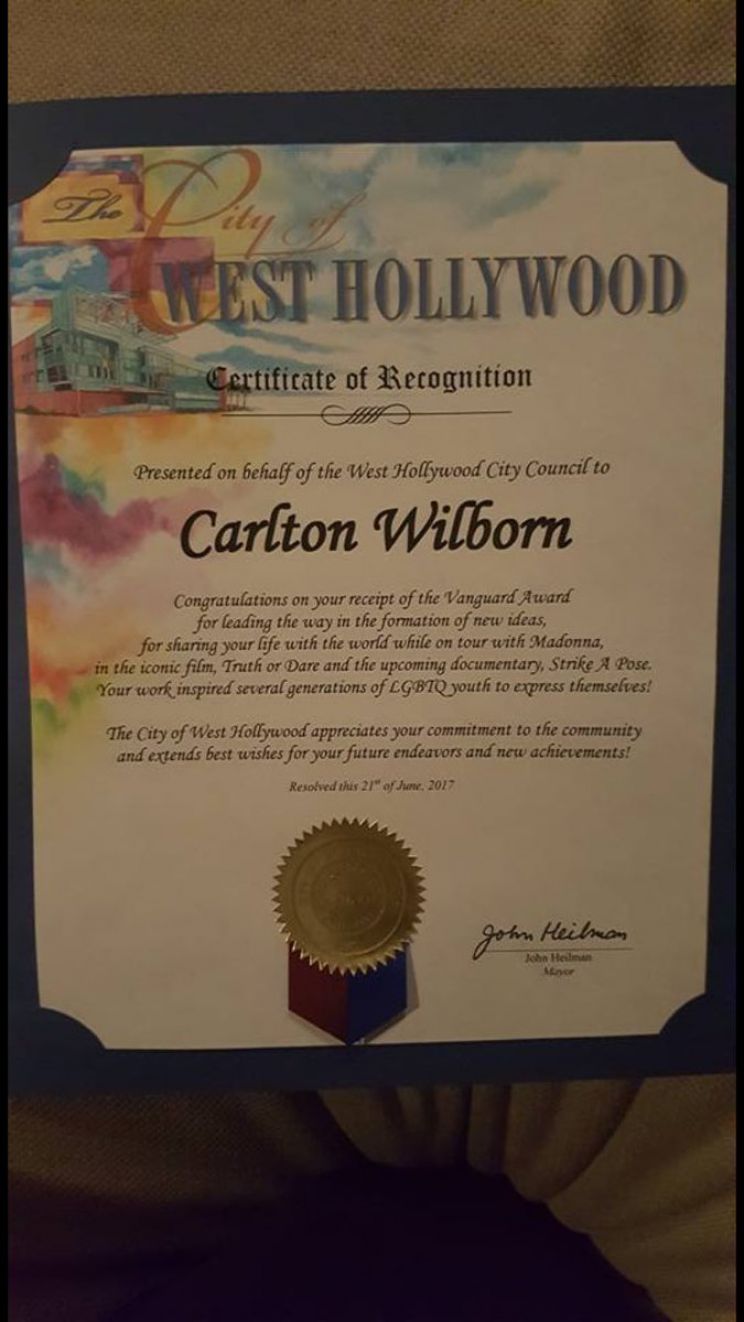 The City of
WEST HOLLYWOOD
Certificate of Recognition
Presented on behalf of the West Hollywood City Council to
Carlton Wilborn
Congratulations on your receipt of the Vanguard Award
for leading the way in the formation of new ideas,
for sharing your life with the world while on tour with Madonna,
in the iconic film, Truth or Dare and the upcoming documentary, Strike A Pose.
Your work inspired several generations of LGBTQ youth to express themselves!
The City of West Hollywood appreciates your commitment to the community
and extends best wishes for your future endeavors and new achievements!
Resolved this 21st of June, 2017
John Heilman
John Heilman
Mayor